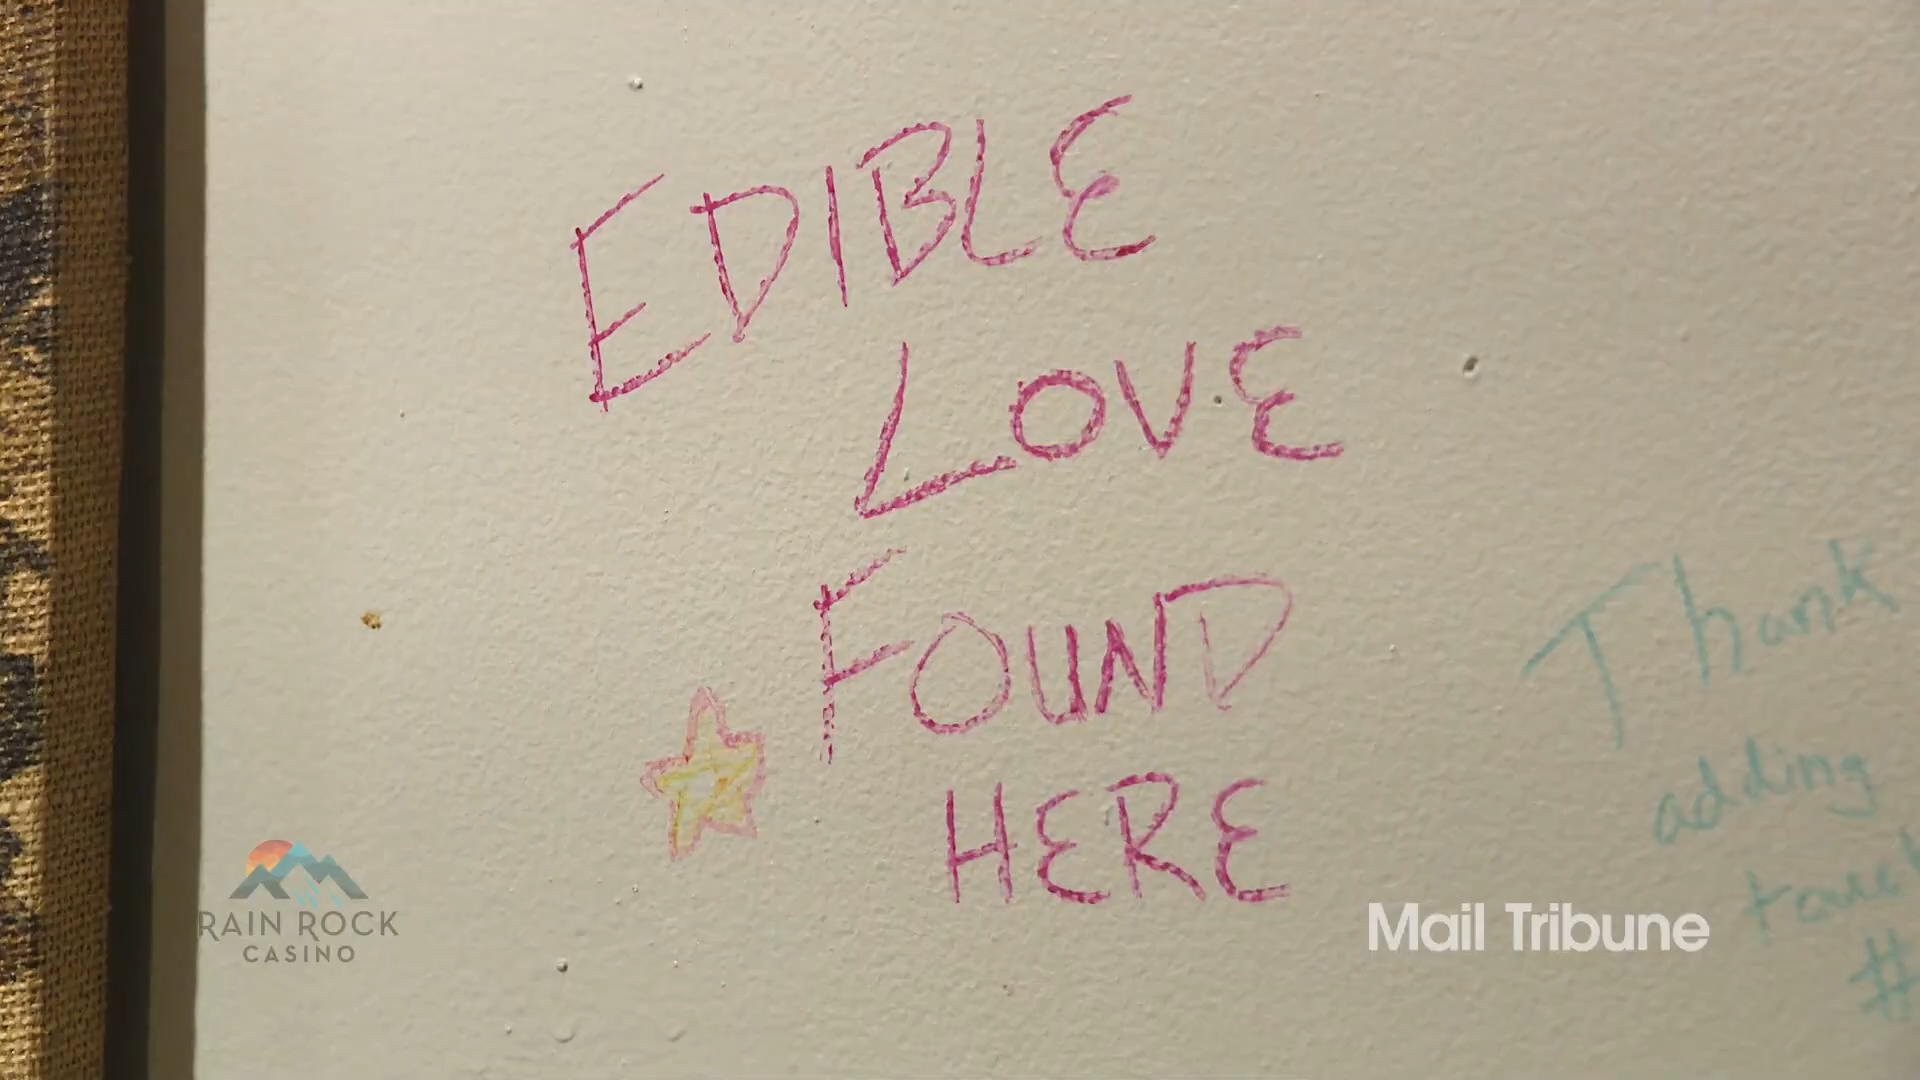 EDIBLE
LOVE
FOUND
HERE
Thank
adding
#
RAIN ROCK
CASINO
Mail Tribune